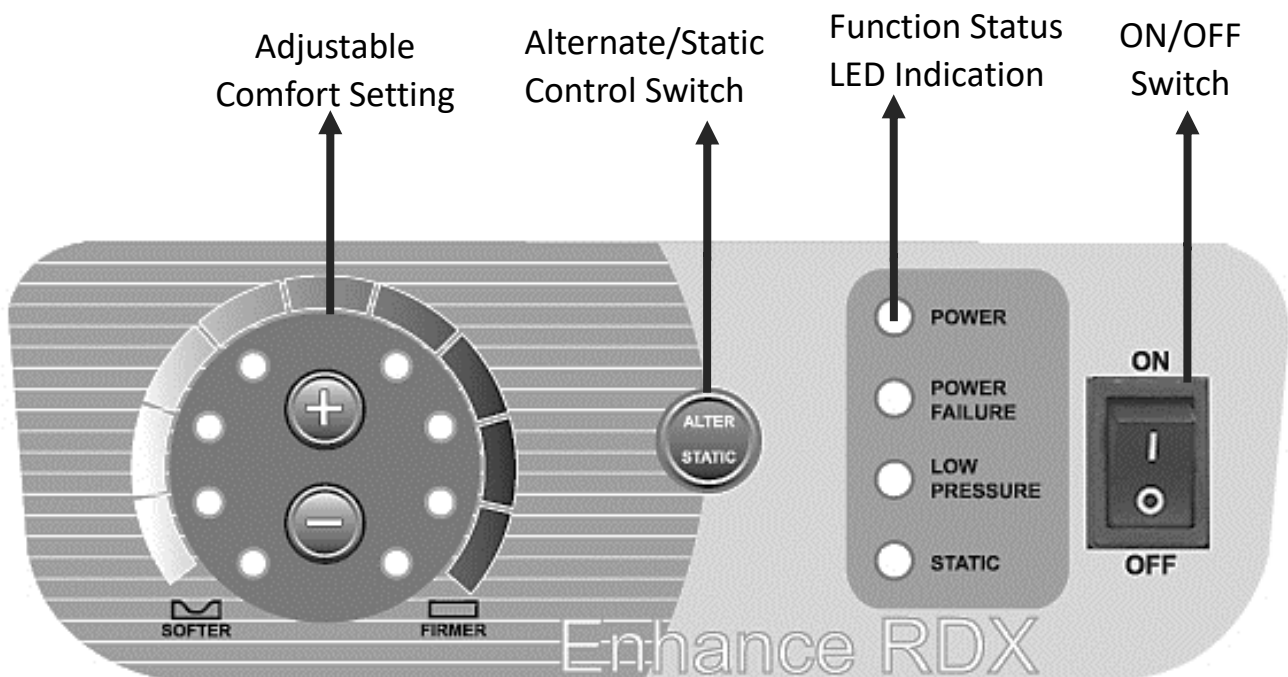 Adjustable
Comfort Setting
Alternate/Static
Control Switch
Function Status
LED Indication
ON/OFF
Switch
+
−
SOFTER
FIRMER
ALTER
STATIC
POWER
POWER
FAILURE
LOW
PRESSURE
STATIC
ON
I
O
OFF
Enhance RDX